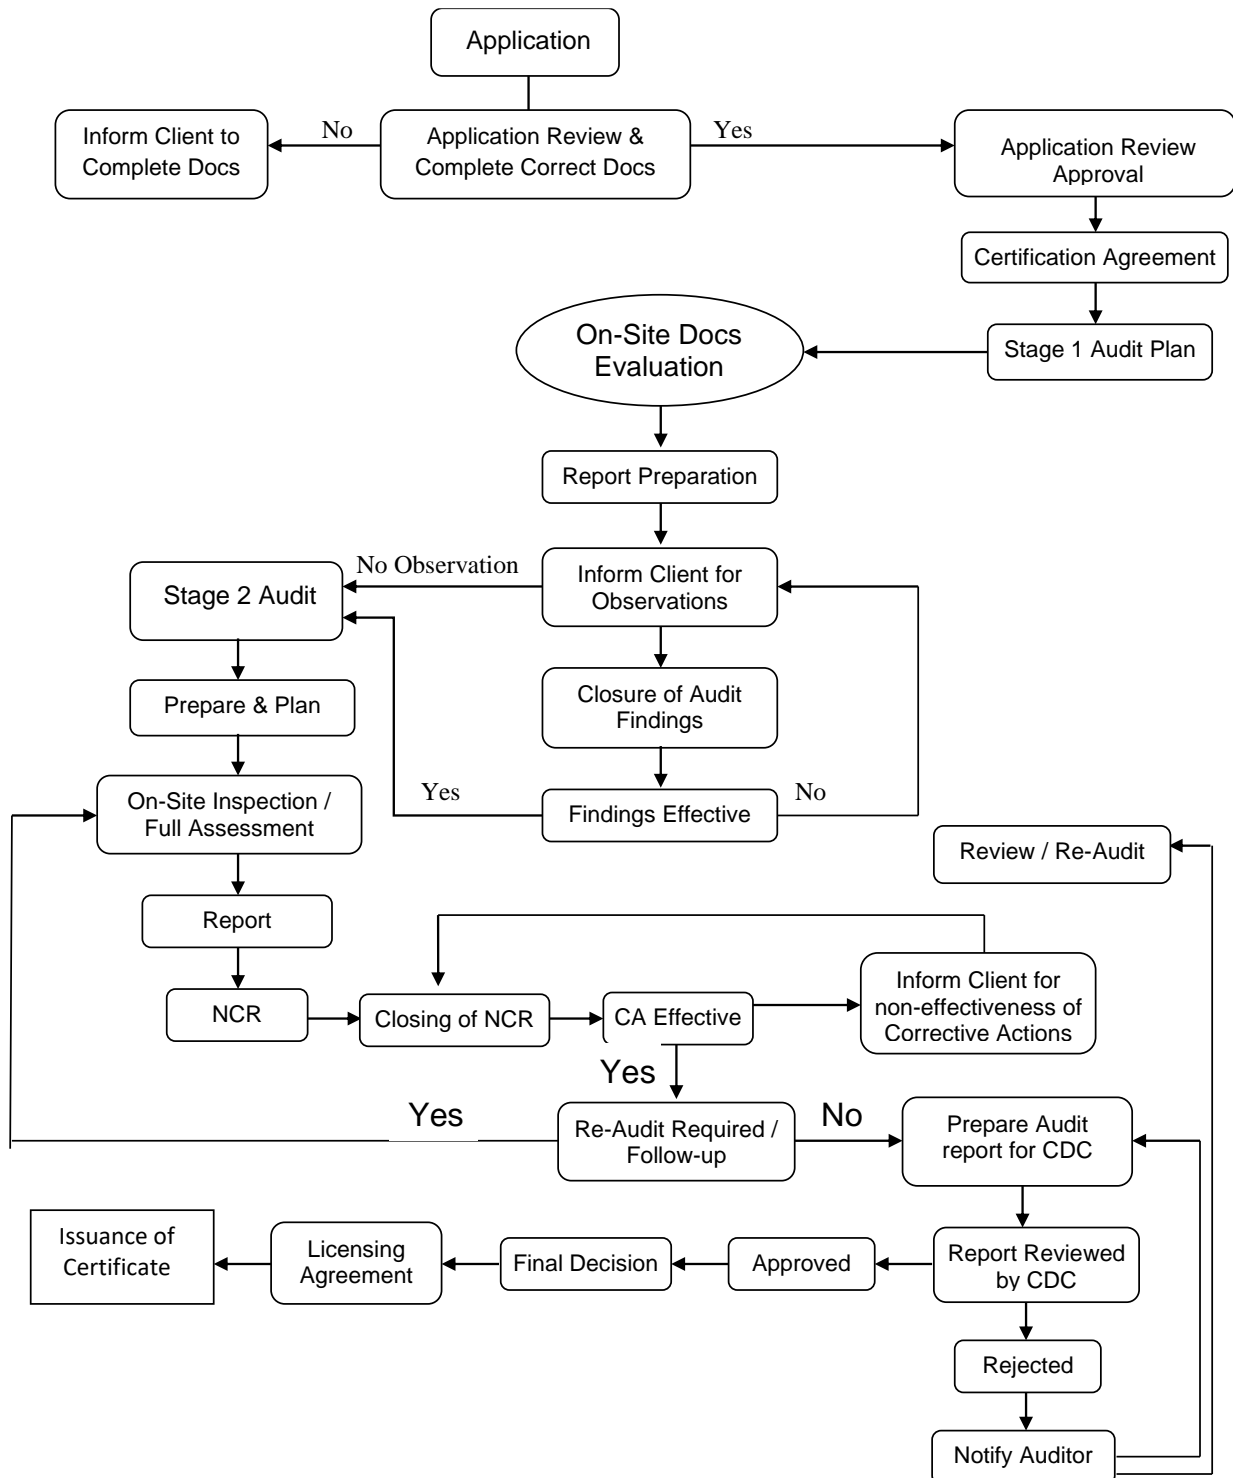 Application
Inform Client to
Complete Docs
No
Application Review &
Complete Correct Docs
Yes
Application Review
Approval
Certification Agreement
On-Site Docs
Evaluation
Stage 1 Audit Plan
Report Preparation
No Observation
Inform Client for
Observations
Stage 2 Audit
Closure of Audit
Findings
Prepare & Plan
On-Site Inspection /
Full Assessment
Yes
Findings Effective
No
Review / Re-Audit
Report
Inform Client for
non-effectiveness of
Corrective Actions
NCR
Closing of NCR
CA Effective
Yes
Yes
Re-Audit Required /
Follow-up
No
Prepare Audit
report for CDC
Issuance of
Certificate
Licensing
Agreement
Final Decision
Approved
Report Reviewed
by CDC
Rejected
Notify Auditor